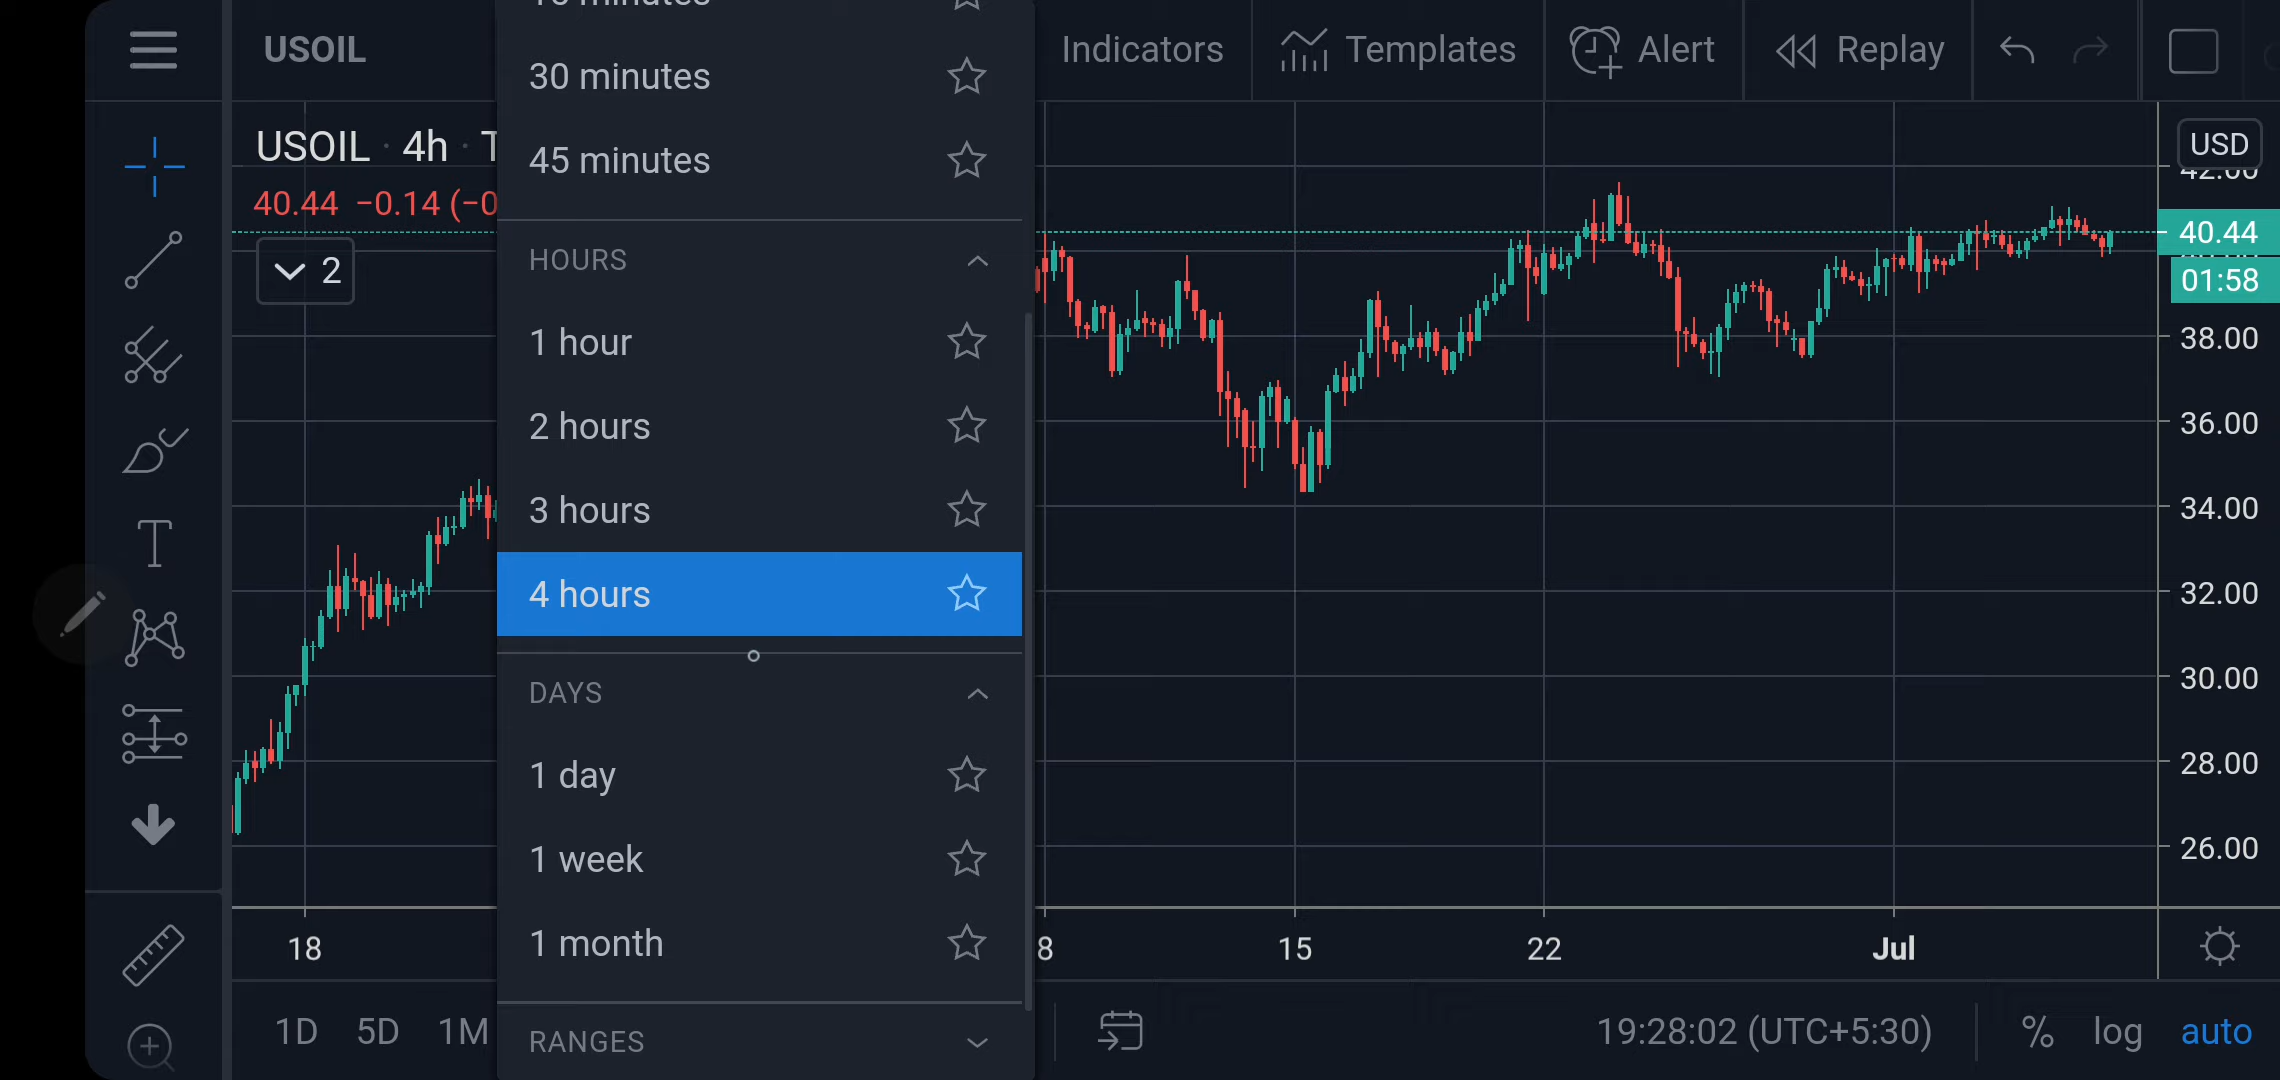 USOIL
Indicators
Templates
Alert
Replay
USOIL · 4h ·
40.44 −0.14
2
minutes
30 minutes
45 minutes
HOURS
1 hour
2 hours
3 hours
4 hours
DAYS
1 day
1 week
1 month
RANGES
USD
42.00
40.44
01:58
38.00
36.00
34.00
32.00
30.00
28.00
26.00
18
8
15
22
Jul
1D 5D 1M
19:28:02 (UTC+5:30)
% log auto